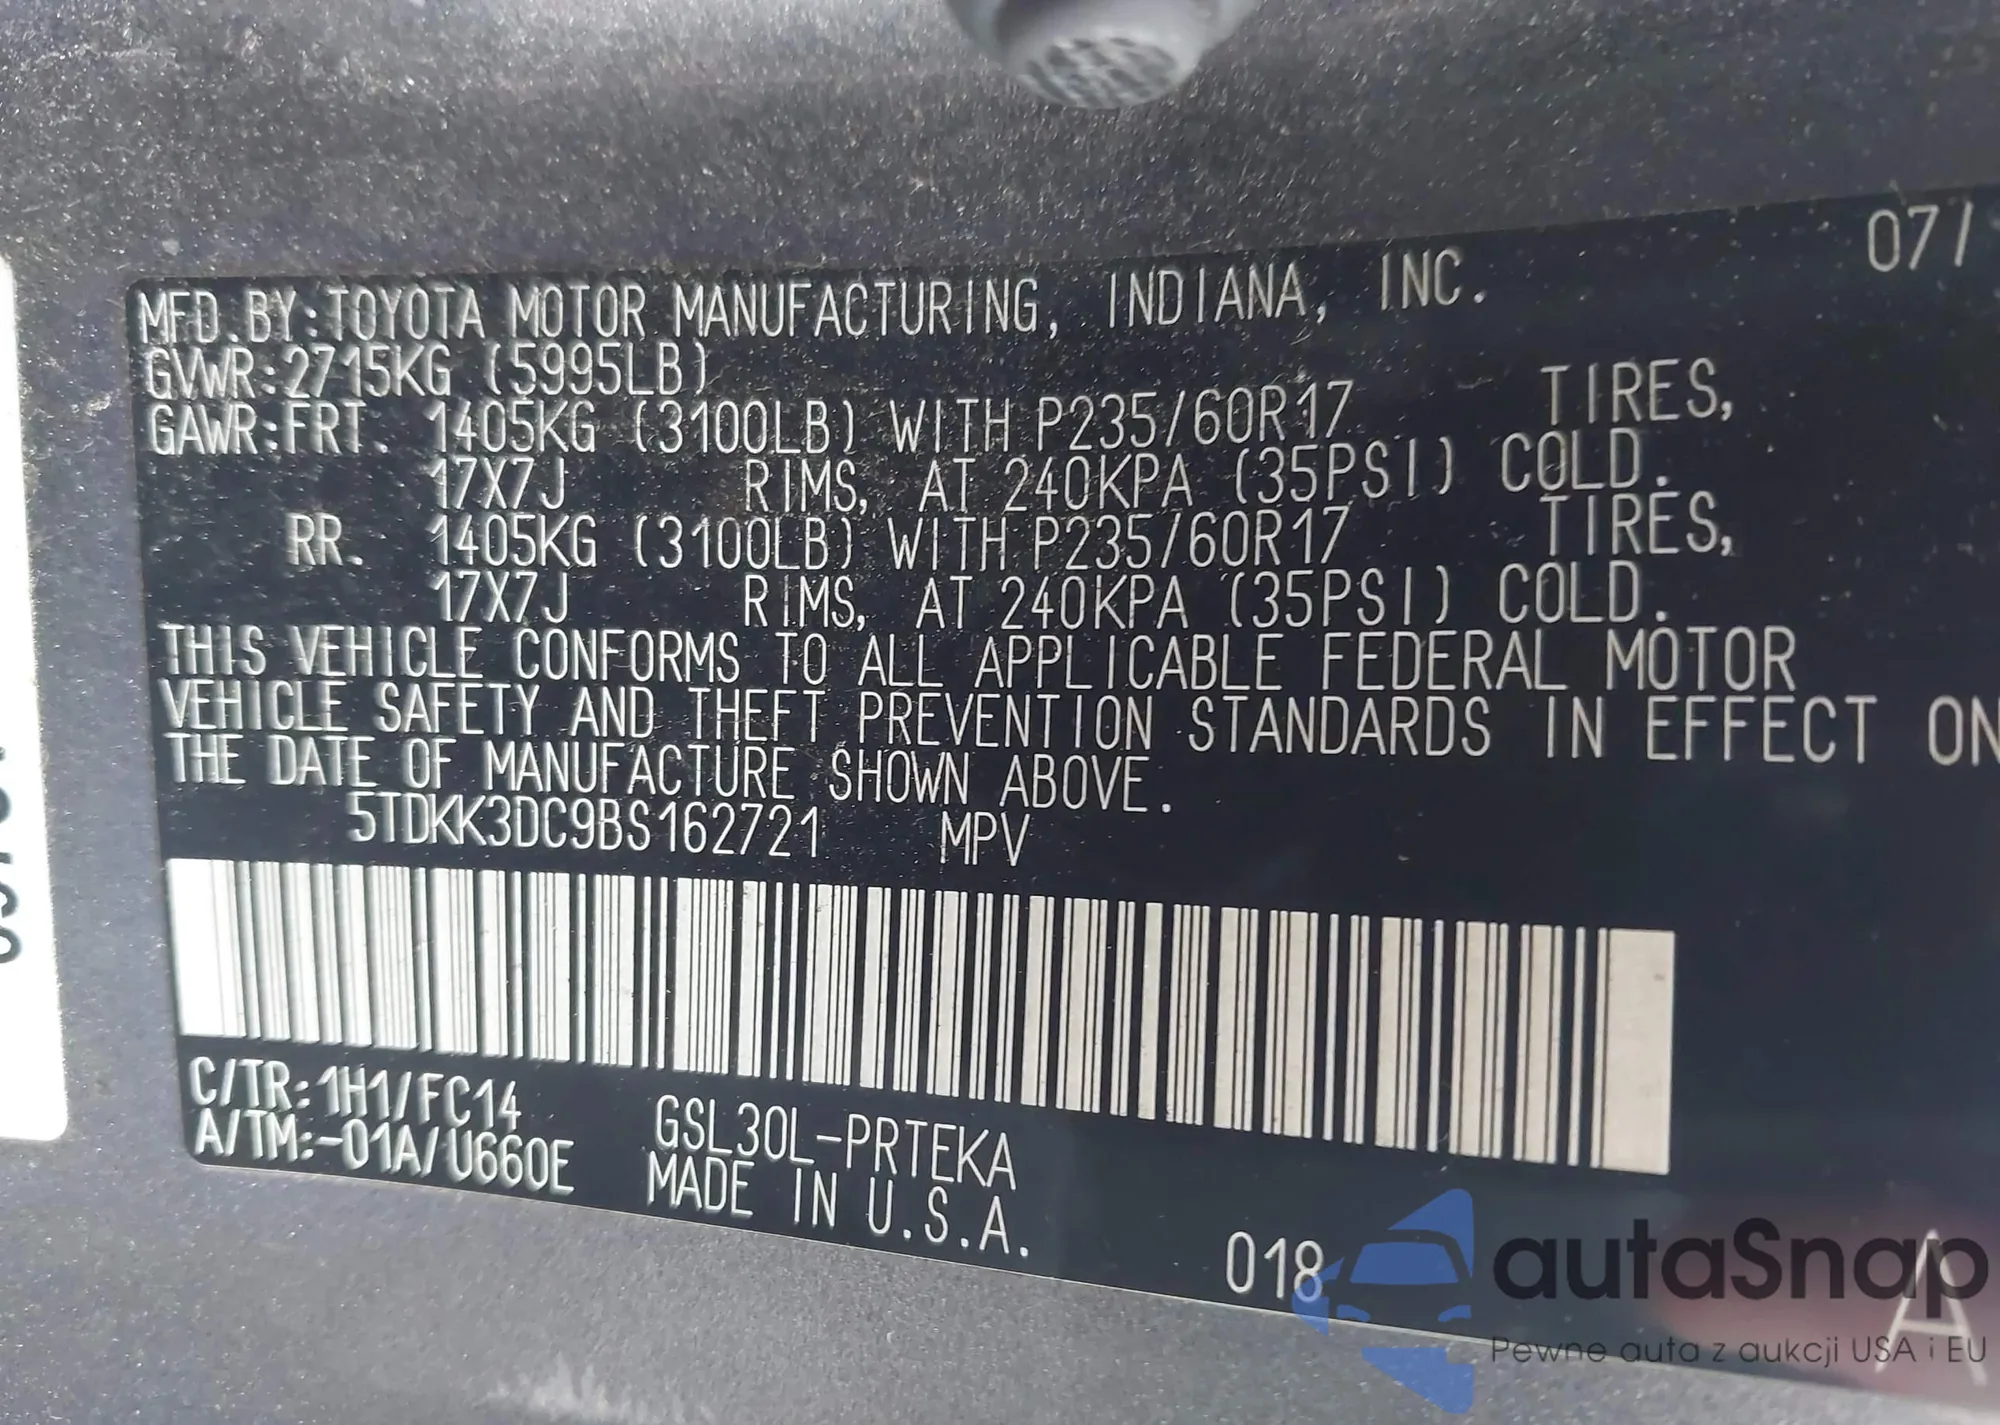 07/
MFD.BY:TOYOTA MOTOR MANUFACTURING, INDIANA, INC.
GVWR:2715KG (5995LB)
GAWR:FRT. 1405KG (3100LB) WITH P235/60R17 TIRES,
17X7J RIMS, AT 240KPA (35PSI) COLD.
RR. 1405KG (3100LB) WITH P235/60R17 TIRES,
17X7J RIMS, AT 240KPA (35PSI) COLD.
THIS VEHICLE CONFORMS TO ALL APPLICABLE FEDERAL MOTOR
VEHICLE SAFETY AND THEFT PREVENTION STANDARDS IN EFFECT ON
THE DATE OF MANUFACTURE SHOWN ABOVE.
5TDKK3DC9BS162721 MPV
C/TR:1H1/FC14
A/TM:-01A/U660E
GSL30L-PRTEKA
MADE IN U.S.A.
018
A
autaSnap
Pewne auta z aukcji USA i EU